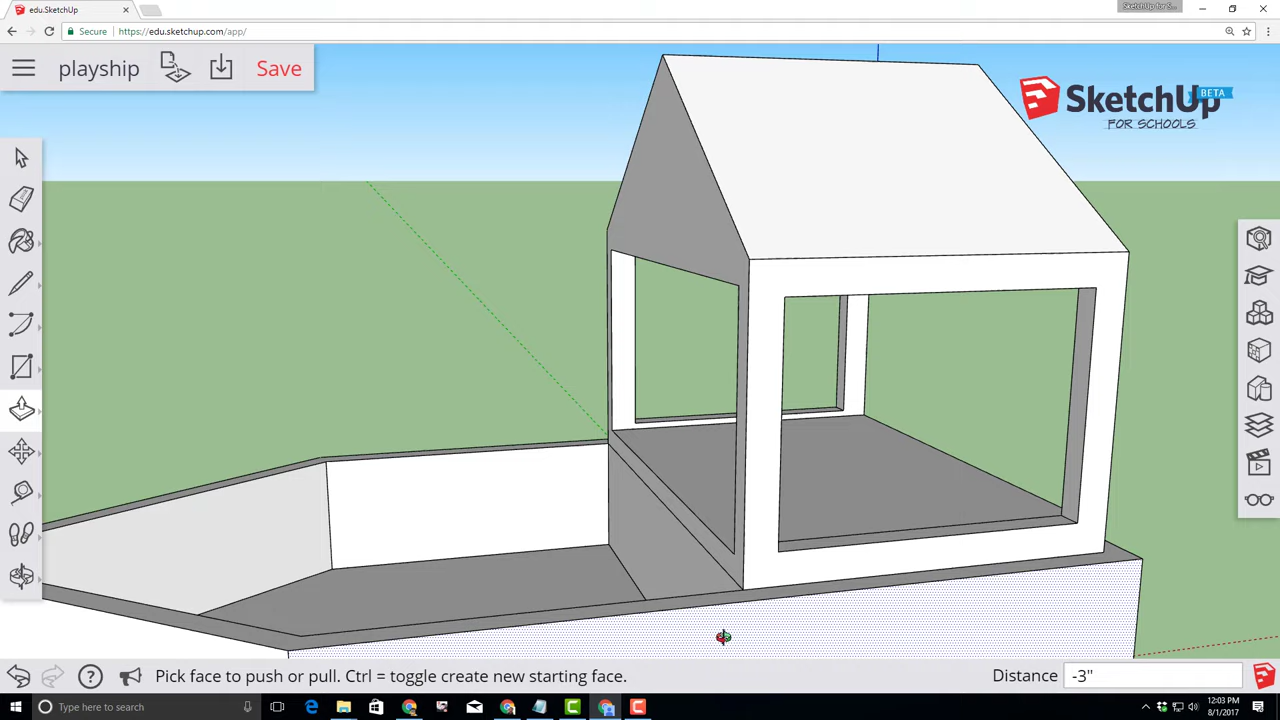 edu.SketchUp
SketchUp for S...
Secure
https://edu.sketchup.com/app/
playship
Save
SketchUp
BETA
FOR SCHOOLS
Pick face to push or pull. Ctrl = toggle create new starting face.
Distance
-3"
Type here to search
12:03 PM
8/1/2017